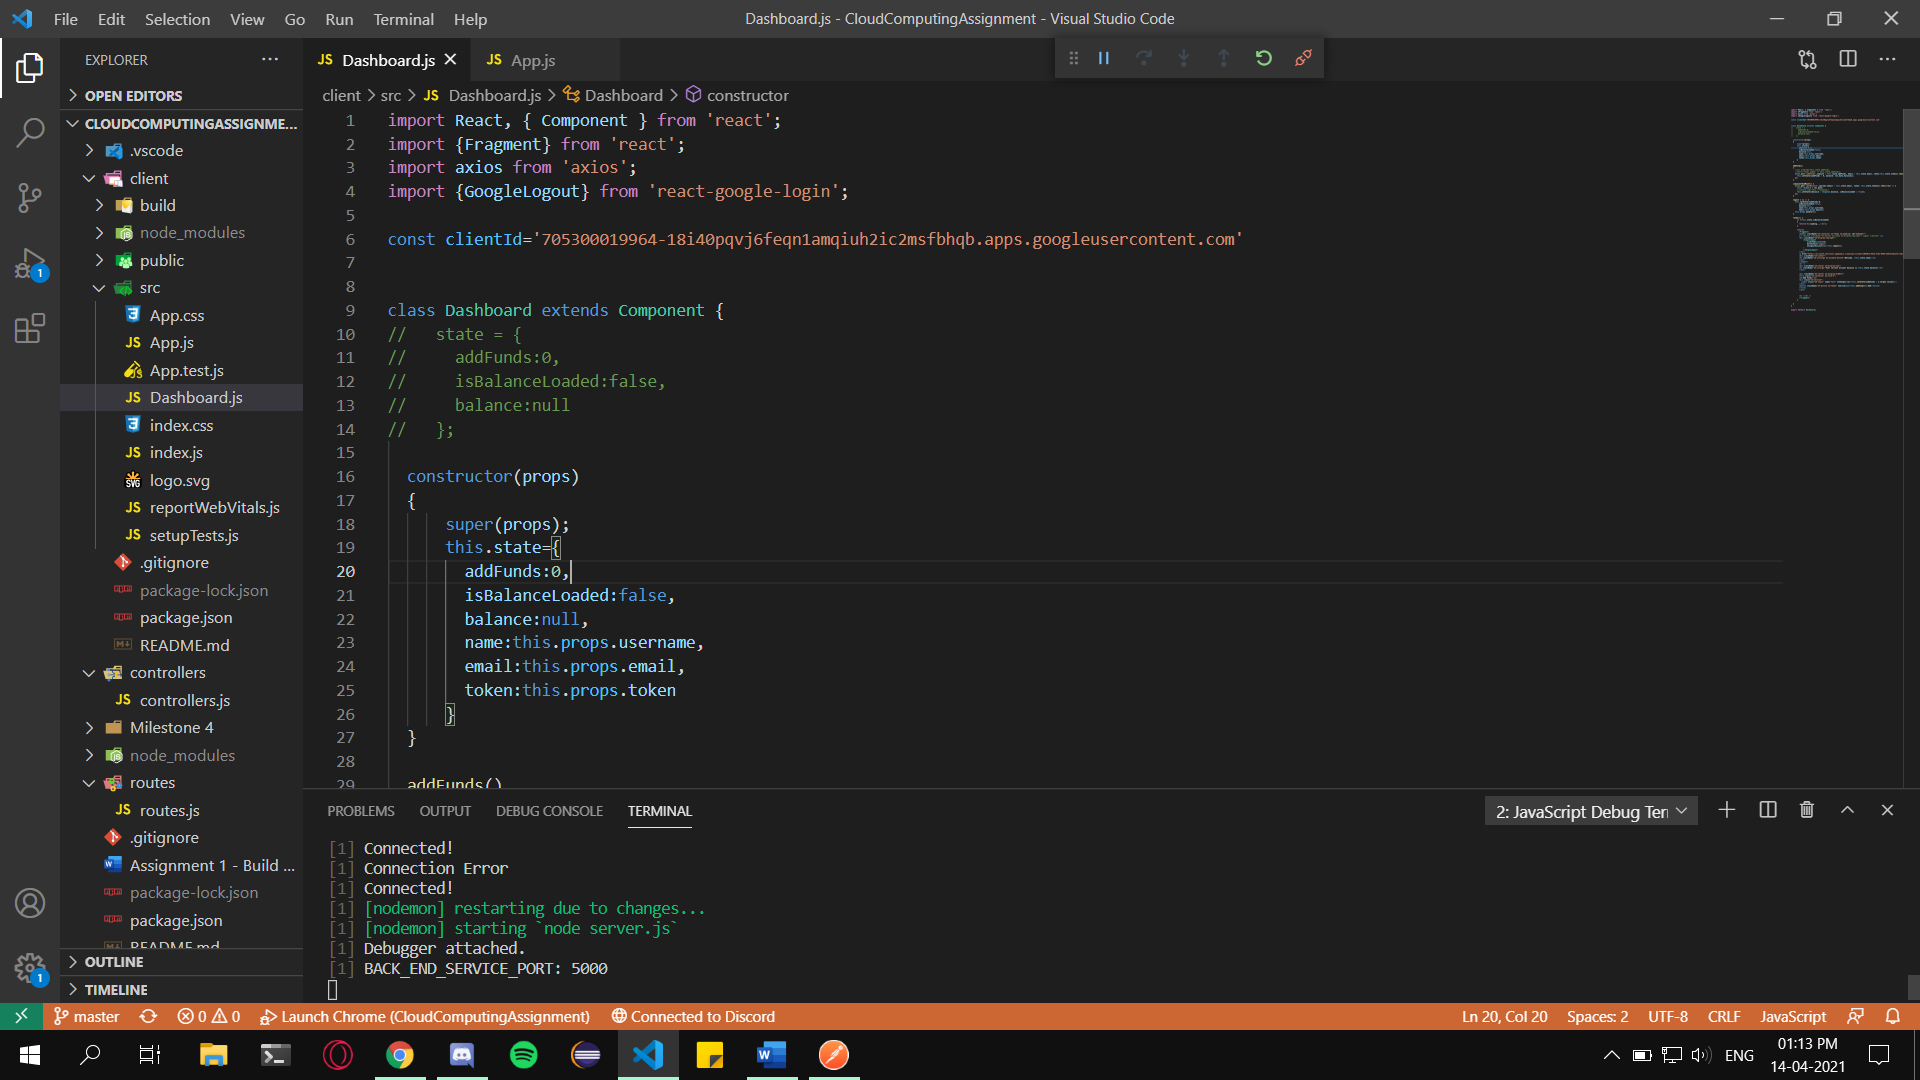 File Edit Selection View Go Run Terminal Help
Dashboard.js - CloudComputingAssignment - Visual Studio Code
EXPLORER
OPEN EDITORS
CLOUDCOMPUTINGASSIGNME...
.vscode
client
build
node_modules
public
src
App.css
App.js
App.test.js
Dashboard.js
index.css
index.js
logo.svg
reportWebVitals.js
setupTests.js
.gitignore
package-lock.json
package.json
README.md
controllers
controllers.js
Milestone 4
node_modules
routes
routes.js
.gitignore
Assignment 1 - Build ...
package-lock.json
package.json
README.md
OUTLINE
TIMELINE
JS Dashboard.js
JS App.js
client > src > JS Dashboard.js > Dashboard > constructor
1 import React, { Component } from 'react';
2 import {Fragment} from 'react';
3 import axios from 'axios';
4 import {GoogleLogout} from 'react-google-login';
5
6 const clientId='705300019964-18i40pqvj6feqn1amqiuh2ic2msfbhqb.apps.googleusercontent.com'
7
8
9 class Dashboard extends Component {
10 // state = {
11 // addFunds:0,
12 // isBalanceLoaded:false,
13 // balance:null
14 // };
15
16 constructor(props)
17 {
18 super(props);
19 this.state={
20 addFunds:0,
21 isBalanceLoaded:false,
22 balance:null,
23 name:this.props.username,
24 email:this.props.email,
25 token:this.props.token
26 }
27 }
28
29 addFunds()
PROBLEMS OUTPUT DEBUG CONSOLE TERMINAL
2: JavaScript Debug Ter
[1] Connected!
[1] Connection Error
[1] Connected!
[1] [nodemon] restarting due to changes...
[1] [nodemon] starting `node server.js`
[1] Debugger attached.
[1] BACK_END_SERVICE_PORT: 5000
master 0 0 Launch Chrome (CloudComputingAssignment) Connected to Discord
Ln 20, Col 20 Spaces: 2 UTF-8 CRLF JavaScript
ENG
01:13 PM
14-04-2021